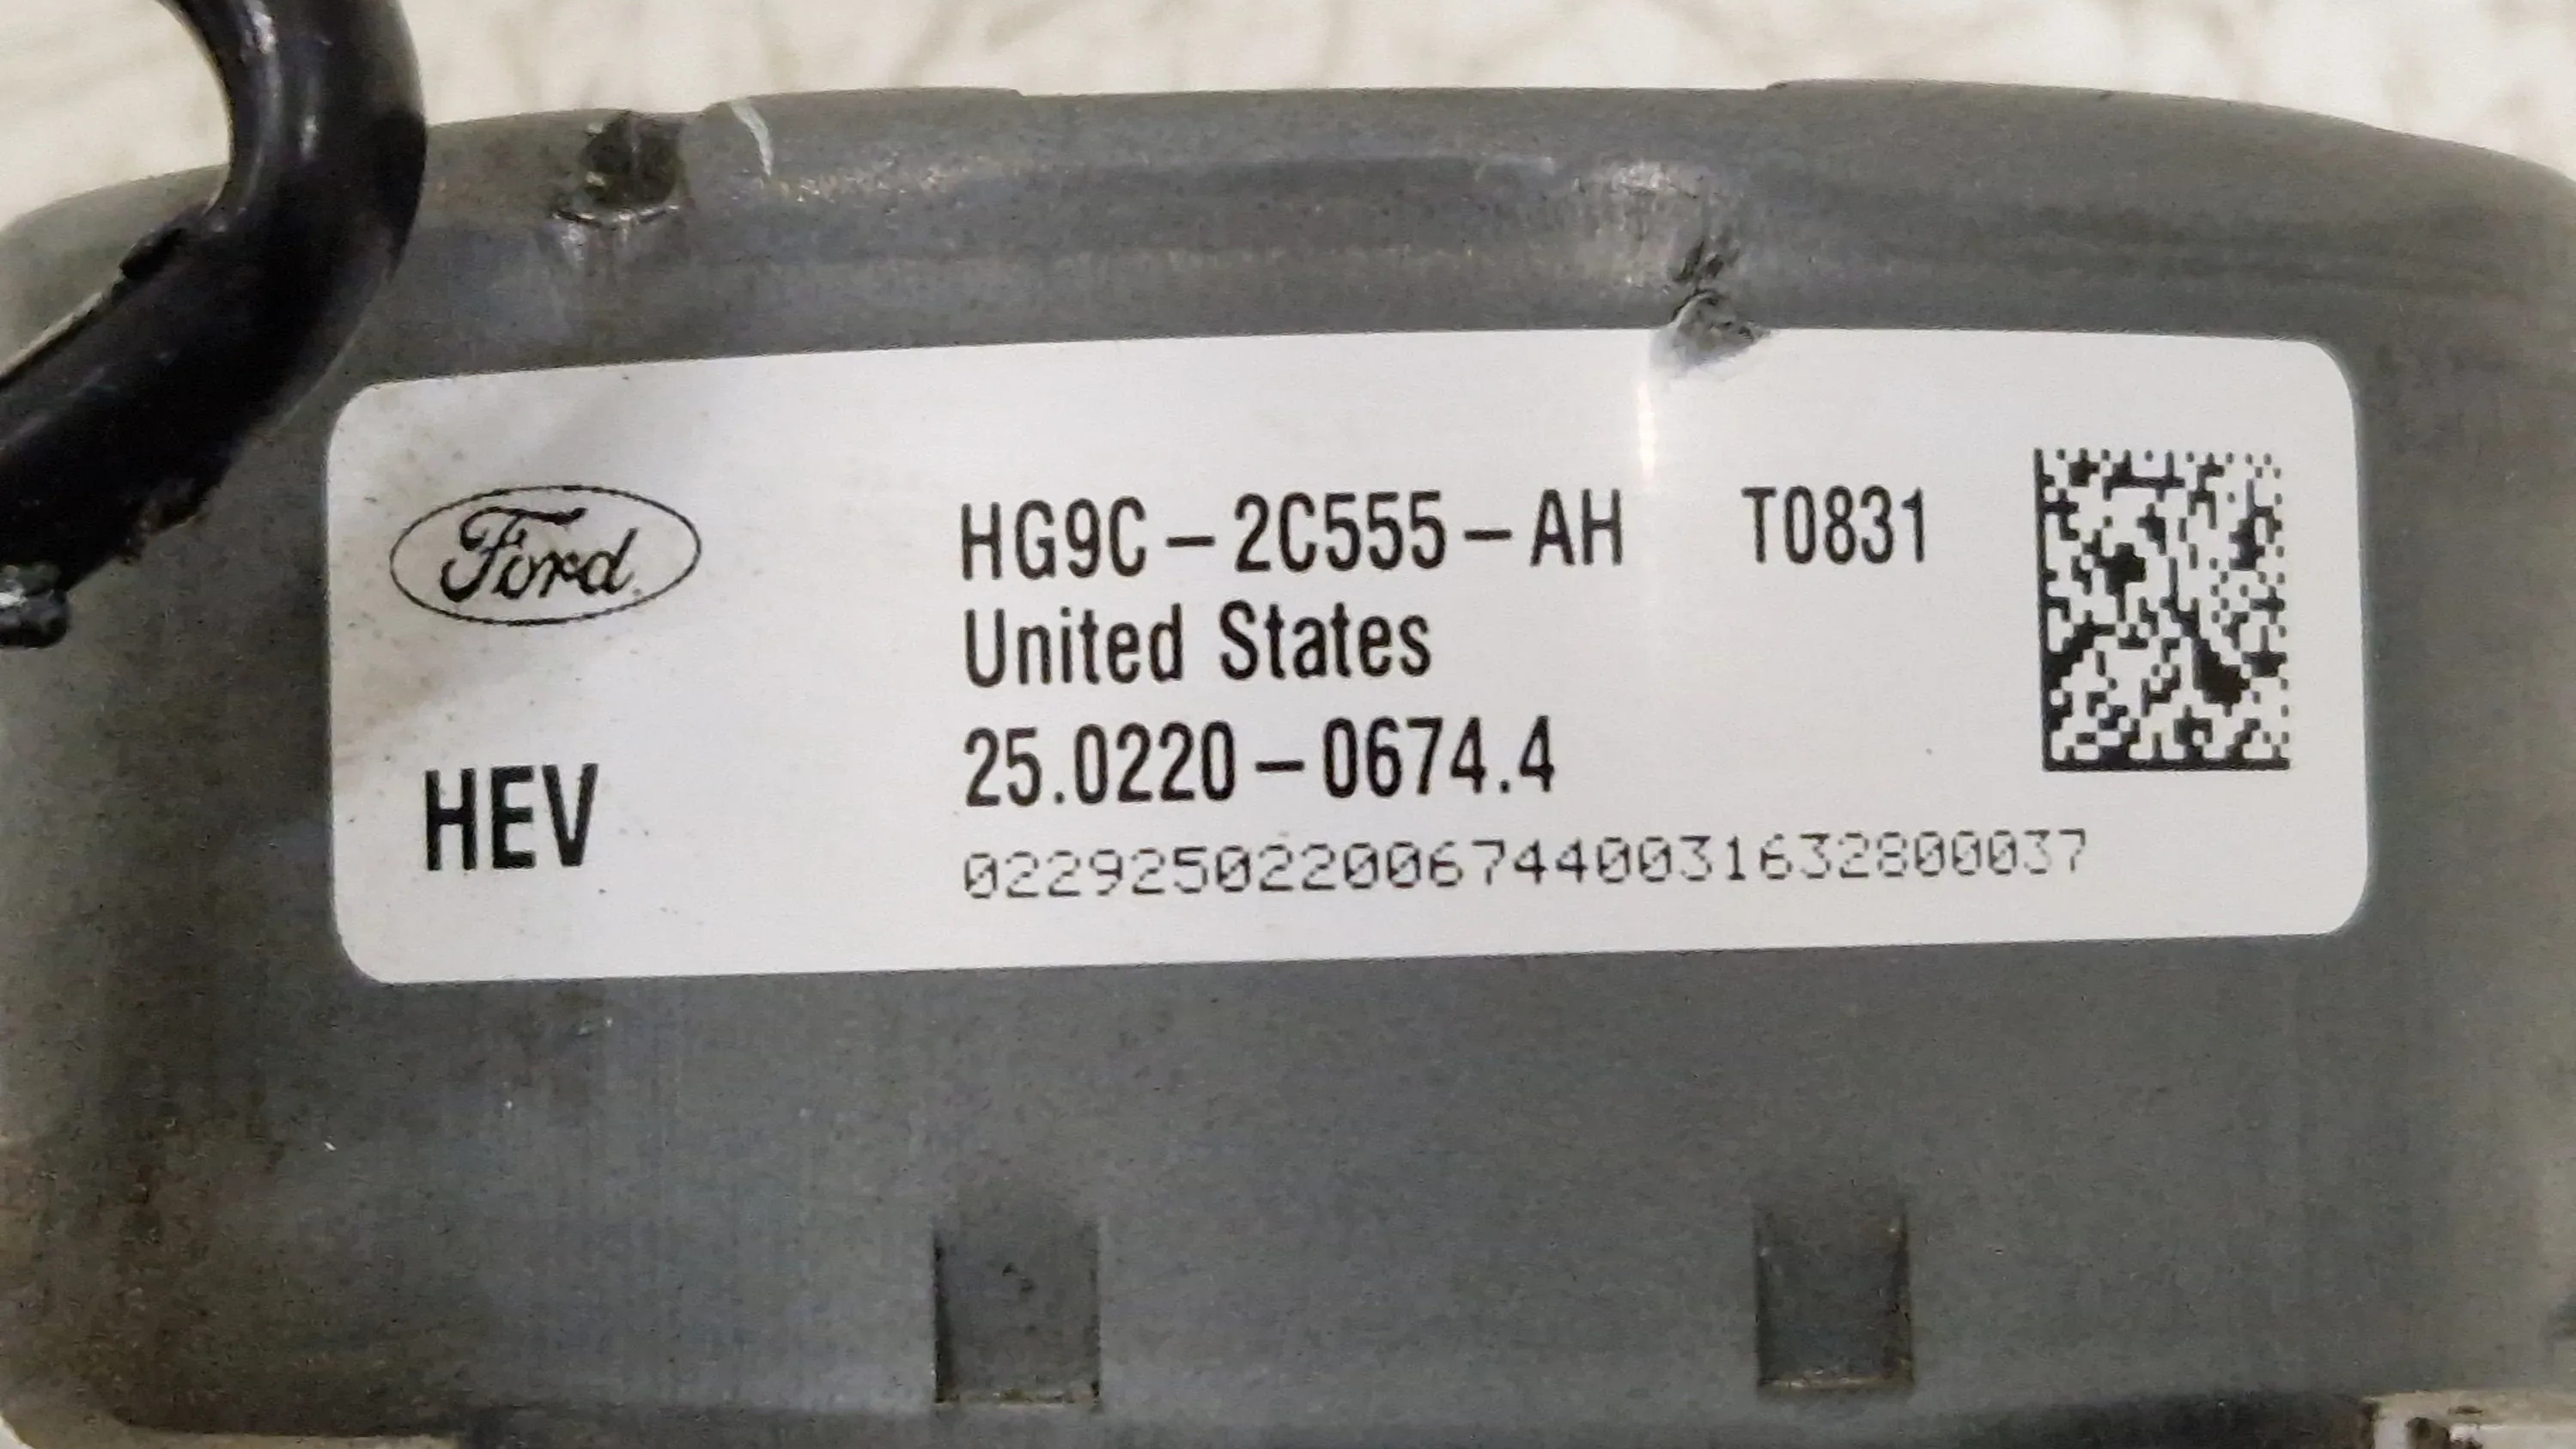 Ford
HG9C-2C555-AH T0831
United States
25.0220-0674.4
HEV
0229250220067440031632800037